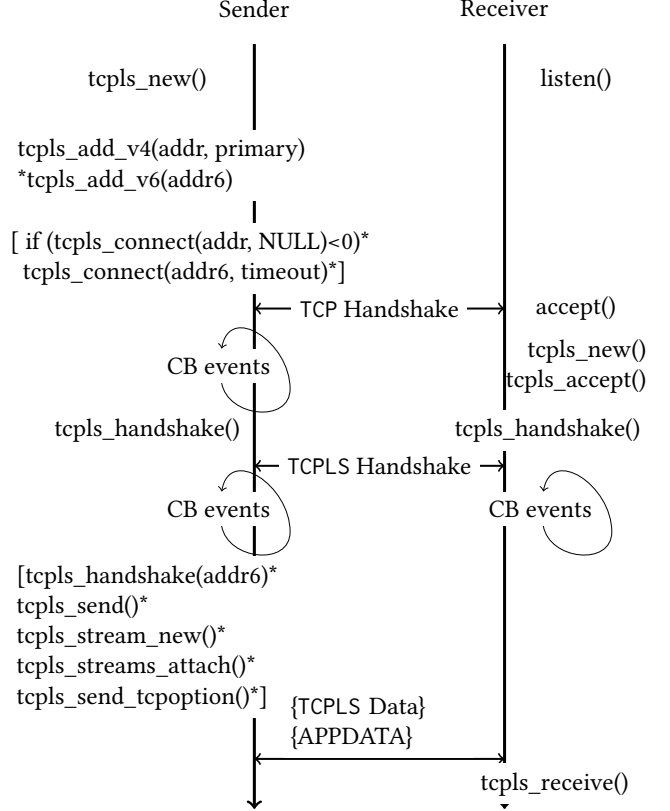 Sender Receiver
tcpls_new() listen()
tcpls_add_v4(addr, primary)
*tcpls_add_v6(addr6)
[ if (tcpls_connect(addr, NULL)<0)*
tcpls_connect(addr6, timeout)*]
TCP Handshake accept()
tcpls_new()
CB events
tcpls_accept()
tcpls_handshake() tcpls_handshake()
TCPLS Handshake
CB events CB events
[tcpls_handshake(addr6)*
tcpls_send()*
tcpls_stream_new()*
tcpls_streams_attach()*
tcpls_send_tcpoption()*]
{TCPLS Data}
{APPDATA}
tcpls_receive()